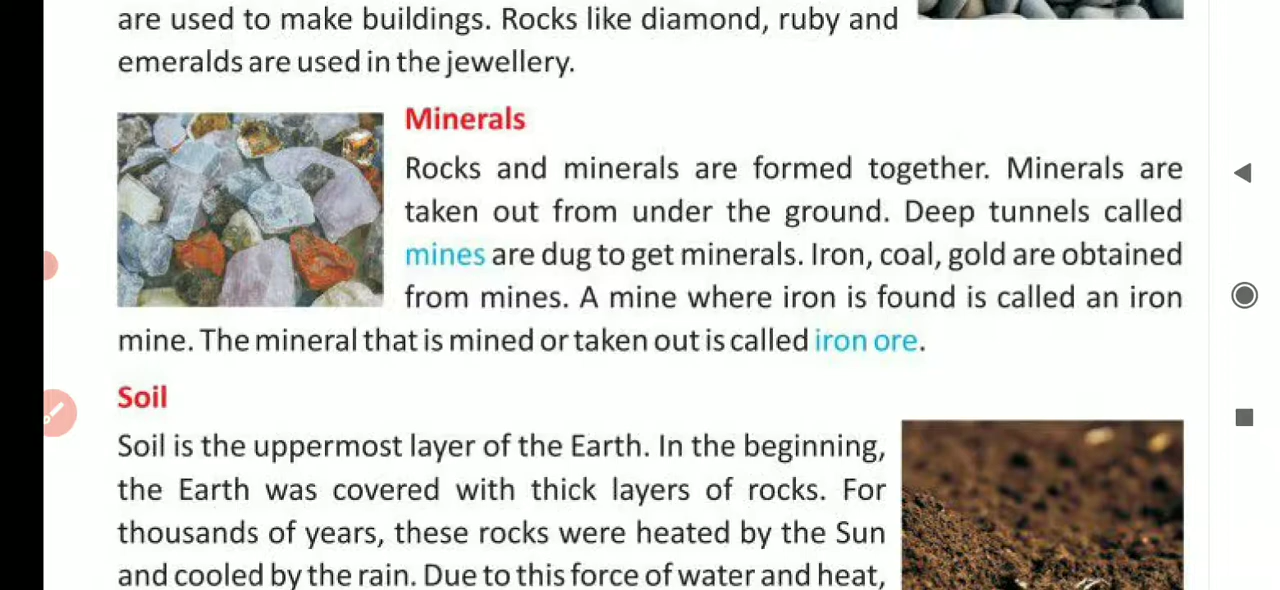 are used to make buildings. Rocks like diamond, ruby and
emeralds are used in the jewellery.
Minerals
Rocks and minerals are formed together. Minerals are
taken out from under the ground. Deep tunnels called
mines are dug to get minerals. Iron, coal, gold are obtained
from mines. A mine where iron is found is called an iron
mine. The mineral that is mined or taken out is called iron ore.
Soil
Soil is the uppermost layer of the Earth. In the beginning,
the Earth was covered with thick layers of rocks. For
thousands of years, these rocks were heated by the Sun
and cooled by the rain. Due to this force of water and heat,